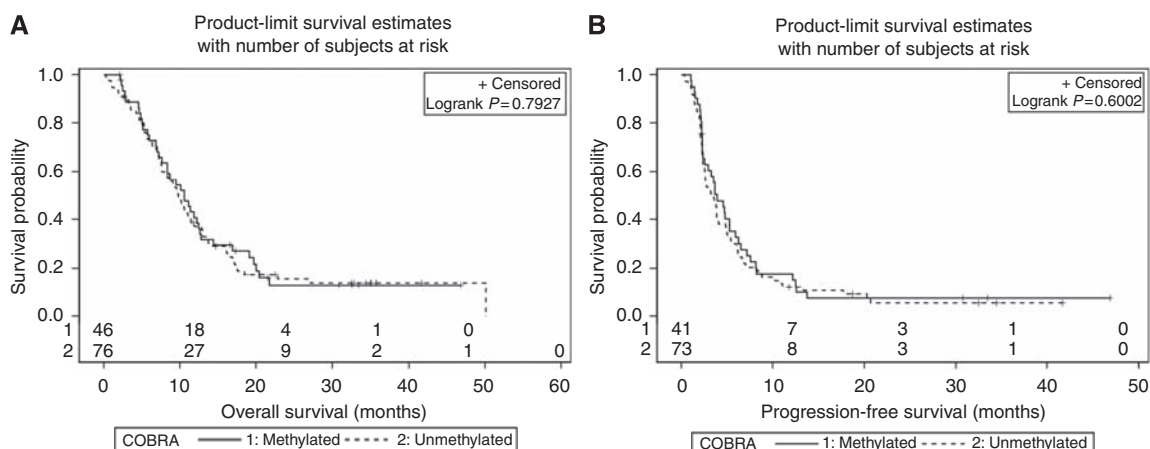 A
Product-limit survival estimates
with number of subjects at risk
+ Censored
Logrank P=0.7927
Survival probability
1.0
0.8
0.6
0.4
0.2
0.0
1 46 18 4 1 0
2 76 27 9 2 1 0
0 10 20 30 40 50 60
Overall survival (months)
COBRA 1: Methylated 2: Unmethylated
B
Product-limit survival estimates
with number of subjects at risk
+ Censored
Logrank P=0.6002
Survival probability
1.0
0.8
0.6
0.4
0.2
0.0
1 41 7 3 1 0
2 73 8 3 1 0
0 10 20 30 40 50
Progression-free survival (months)
COBRA 1: Methylated 2: Unmethylated